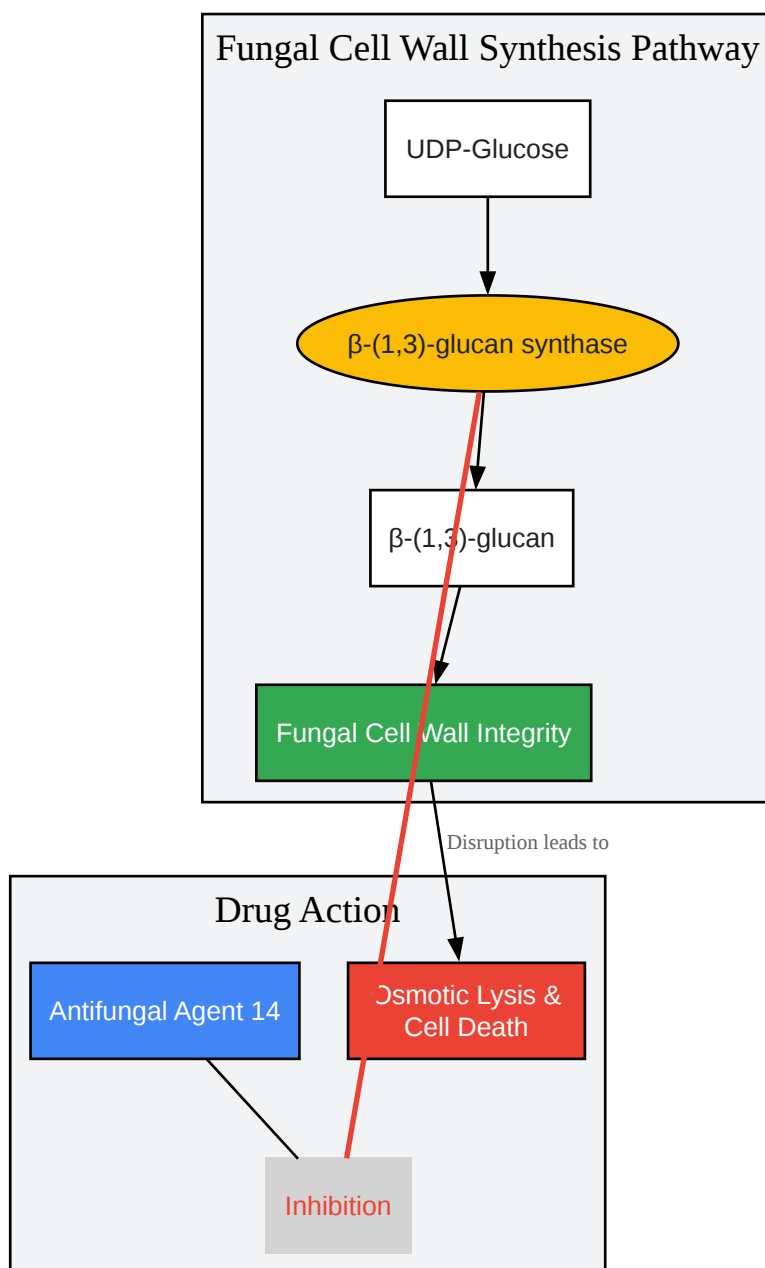 Fungal Cell Wall Synthesis Pathway
UDP-Glucose
β-(1,3)-glucan synthase
β-(1,3)-glucan
Fungal Cell Wall Integrity
Disruption leads to
Drug Action
Antifungal Agent 14
Osmotic Lysis &
Cell Death
Inhibition